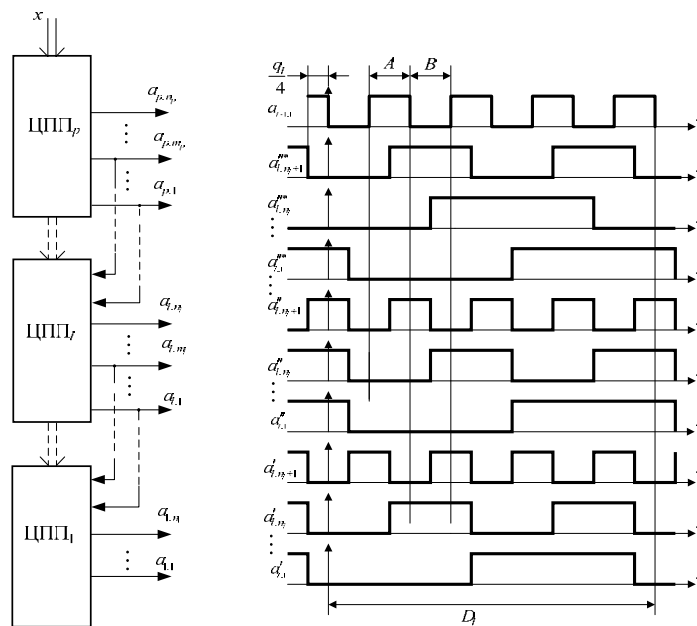 x
ЦПП_p
a_{p,n_p}
a_{p,m_p}
a_{p,1}
ЦПП_l
a_{l,n_l}
a_{l,m_l}
a_{l,1}
ЦПП_1
a_{1,n_1}
a_{1,1}
q_l/4
A
B
a_{l-1,1}
a'''*_{l,n_l+1}
a'''*_{l,n_l}
a'''*_{l,1}
a''_{l,n_l+1}
a''_{l,n_l}
a''_{l,1}
a'_{l,n_l+1}
a'_{l,n_l}
a'_{l,1}
D_l